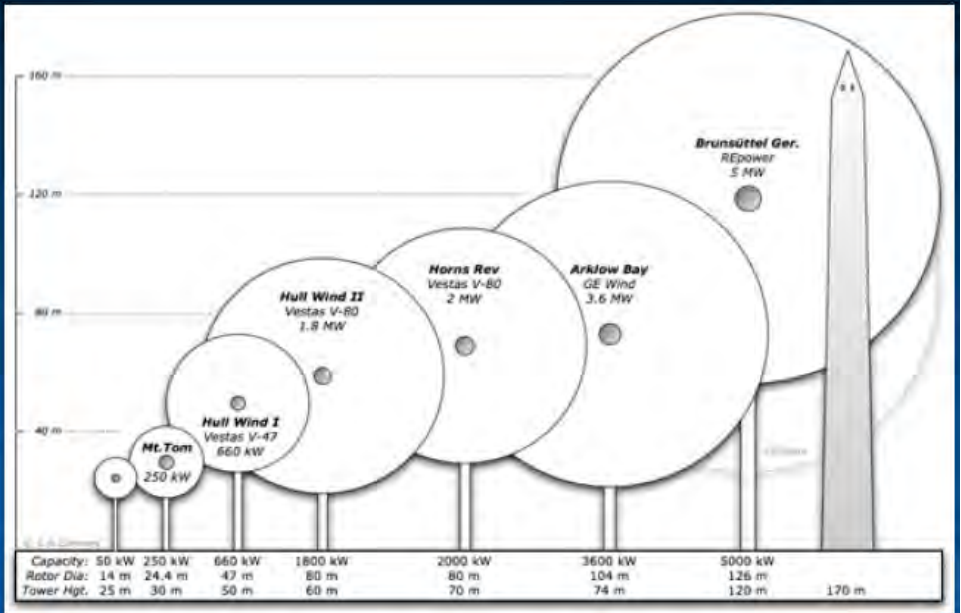 160 m
120 m
80 m
40 m
Brunsüttel Ger.
REpower
5 MW
Horns Rev
Vestas V-80
2 MW
Arklow Bay
GE Wind
3.6 MW
Hull Wind II
Vestas V-80
1.8 MW
Hull Wind I
Vestas V-47
660 kW
Mt.Tom
250 kW
Capacity: 50 kW 250 kW 660 kW 1800 kW 2000 kW 3600 kW 5000 kW
Rotor Dia: 14 m 24.4 m 47 m 80 m 80 m 104 m 126 m
Tower Hgt. 25 m 30 m 50 m 60 m 70 m 74 m 120 m 170 m